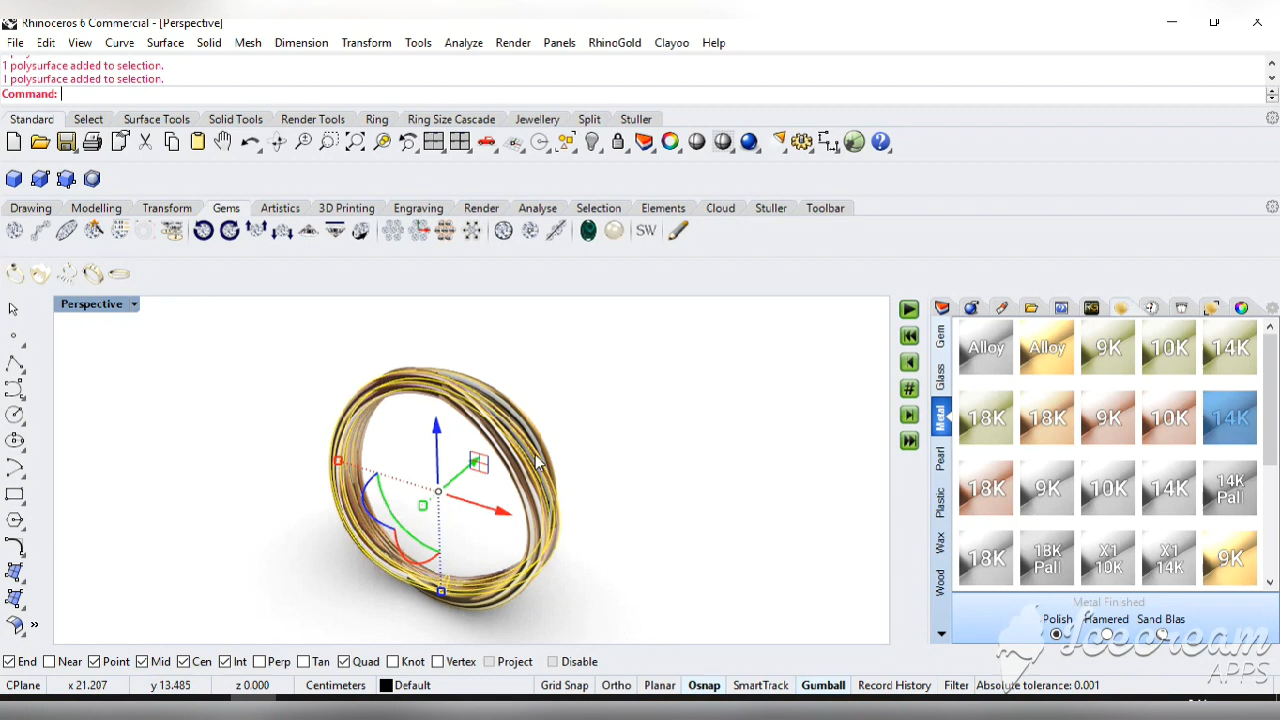 Rhinoceros 6 Commercial - [Perspective]
File Edit View Curve Surface Solid Mesh Dimension Transform Tools Analyze Render Panels RhinoGold Clayoo Help
1 polysurface added to selection.
1 polysurface added to selection.
Command:
Standard Select Surface Tools Solid Tools Render Tools Ring Ring Size Cascade Jewellery Split Stuller
Drawing Modelling Transform Gems Artistics 3D Printing Engraving Render Analyse Selection Elements Cloud Stuller Toolbar
SW
Perspective
Gem
Glass
Metal
Pearl
Plastic
Wax
Wood
Alloy Alloy 9K 10K 14K
18K 18K 9K 10K 14K
18K 9K 10K 14K 14K Pall
18K 18K Pall X1 10K X1 14K 9K
Metal Finished
Polish Hamered Sand Blas
Icecream
APPS
End Near Point Mid Cen Int Perp Tan Quad Knot Vertex Project Disable
CPlane x 21.207 y 13.485 z 0.000 Centimeters Default Grid Snap Ortho Planar Osnap SmartTrack Gumball Record History Filter Absolute tolerance: 0.001